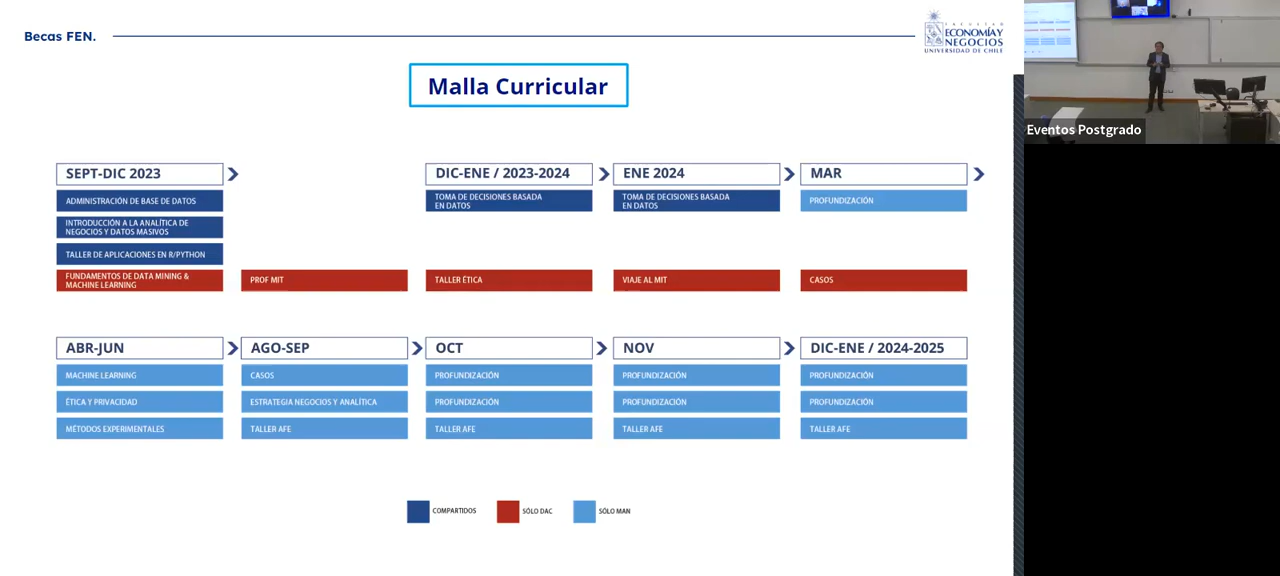 Becas FEN.
FACULTAD
ECONOMÍA Y
NEGOCIOS
UNIVERSIDAD DE CHILE
Malla Curricular
SEPT-DIC 2023
DIC-ENE / 2023-2024
ENE 2024
MAR
ADMINISTRACIÓN DE BASE DE DATOS
TOMA DE DECISIONES BASADA
EN DATOS
TOMA DE DECISIONES BASADA
EN DATOS
PROFUNDIZACIÓN
INTRODUCCIÓN A LA ANALÍTICA DE
NEGOCIOS Y DATOS MASIVOS
TALLER DE APLICACIONES EN R/PYTHON
FUNDAMENTOS DE DATA MINING &
MACHINE LEARNING
PROF MIT
TALLER ÉTICA
VIAJE AL MIT
CASOS
ABR-JUN
AGO-SEP
OCT
NOV
DIC-ENE / 2024-2025
MACHINE LEARNING
CASOS
PROFUNDIZACIÓN
PROFUNDIZACIÓN
PROFUNDIZACIÓN
ÉTICA Y PRIVACIDAD
ESTRATEGIA NEGOCIOS Y ANALÍTICA
PROFUNDIZACIÓN
PROFUNDIZACIÓN
PROFUNDIZACIÓN
MÉTODOS EXPERIMENTALES
TALLER AFE
TALLER AFE
TALLER AFE
TALLER AFE
COMPARTIDOS
SÓLO DAC
SÓLO MAN
Eventos Postgrado